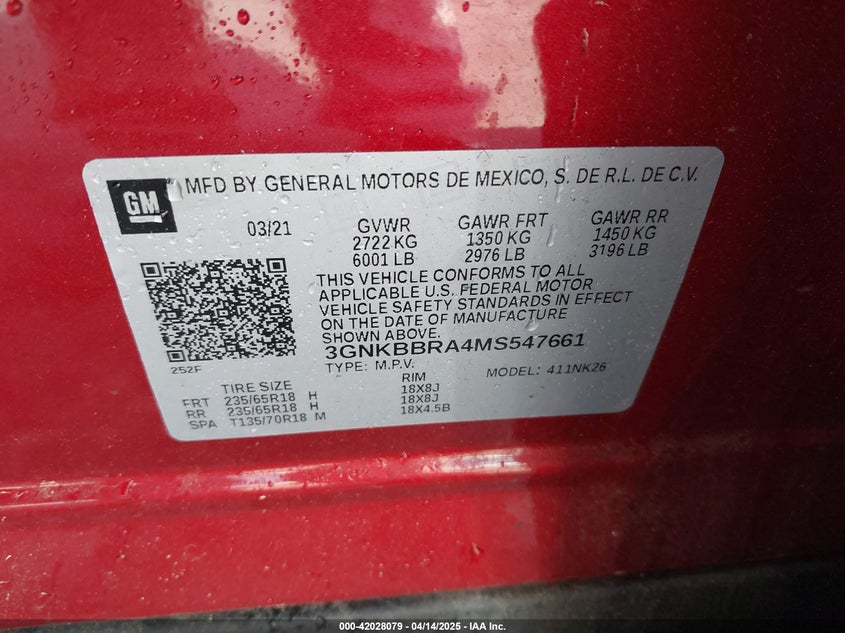 GM
MFD BY GENERAL MOTORS DE MEXICO, S. DE R.L. DE C.V.
03/21 GVWR GAWR FRT GAWR RR
2722 KG 1350 KG 1450 KG
6001 LB 2976 LB 3196 LB
THIS VEHICLE CONFORMS TO ALL
APPLICABLE U.S. FEDERAL MOTOR
VEHICLE SAFETY STANDARDS IN EFFECT
ON THE DATE OF MANUFACTURE
SHOWN ABOVE.
3GNKBBRA4MS547661
252F
TYPE: M.P.V. MODEL: 411NK26
TIRE SIZE RIM
FRT 235/65R18 H 18X8J
RR 235/65R18 H 18X8J
SPA T135/70R18 M 18X4.5B
000-42028079 - 04/14/2025 - IAA Inc.